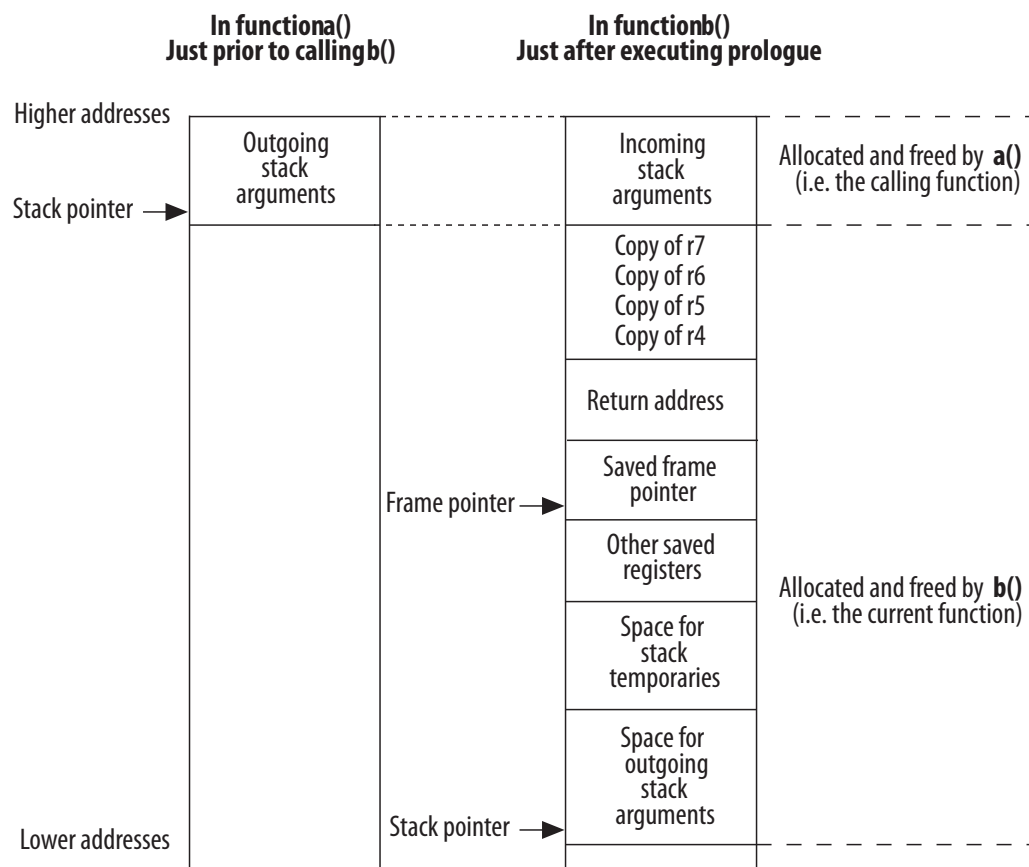 In functiona()
Just prior to callingb()
In functionb()
Just after executing prologue
Higher addresses
Outgoing
stack
arguments
Stack pointer
Incoming
stack
arguments
Allocated and freed by a()
(i.e. the calling function)
Copy of r7
Copy of r6
Copy of r5
Copy of r4
Return address
Saved frame
pointer
Frame pointer
Other saved
registers
Allocated and freed by b()
(i.e. the current function)
Space for
stack
temporaries
Space for
outgoing
stack
arguments
Stack pointer
Lower addresses